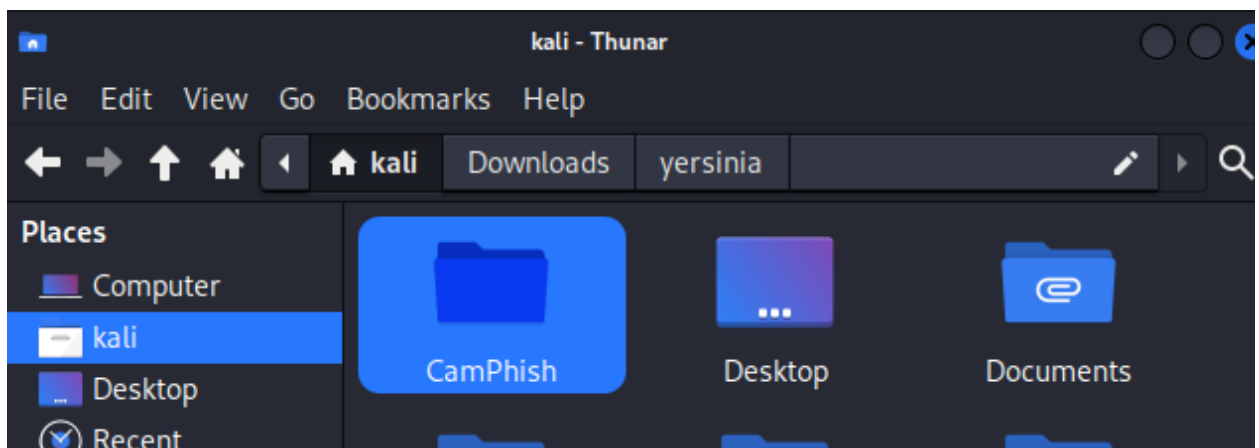 kali - Thunar
File Edit View Go Bookmarks Help
kali Downloads yersinia
Places
Computer
kali
Desktop
Recent
CamPhish Desktop Documents